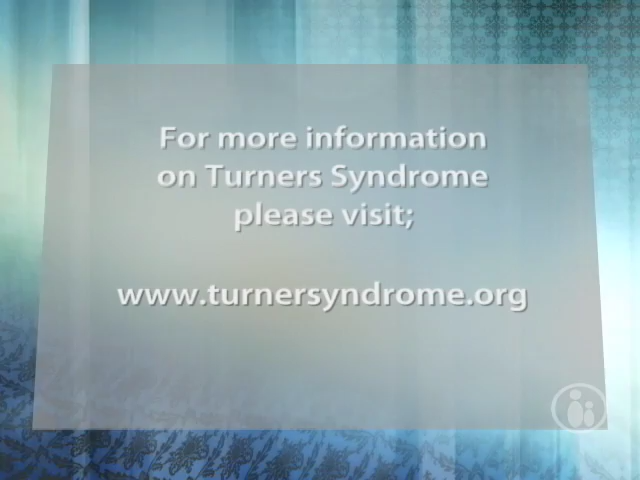 For more information
on Turners Syndrome
please visit;
www.turnersyndrome.org